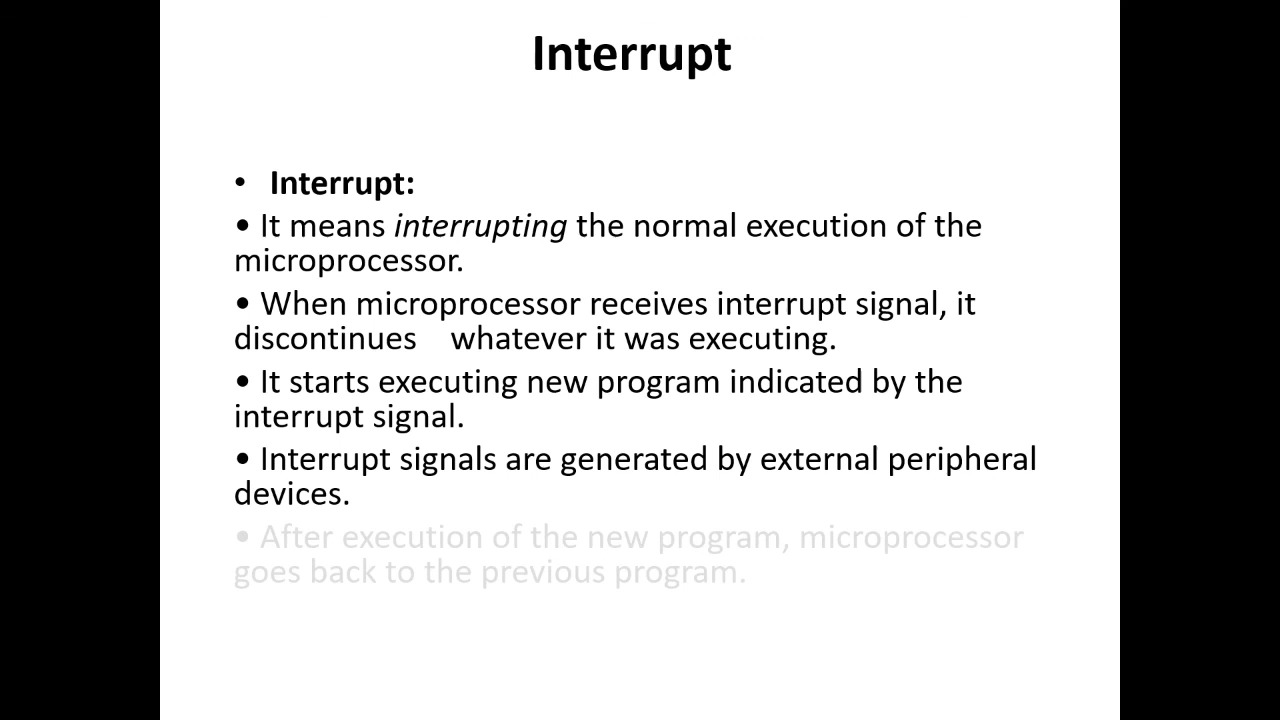 Interrupt
• Interrupt:
• It means interrupting the normal execution of the
microprocessor.
• When microprocessor receives interrupt signal, it
discontinues    whatever it was executing.
• It starts executing new program indicated by the
interrupt signal.
• Interrupt signals are generated by external peripheral
devices.
• After execution of the new program, microprocessor
goes back to the previous program.